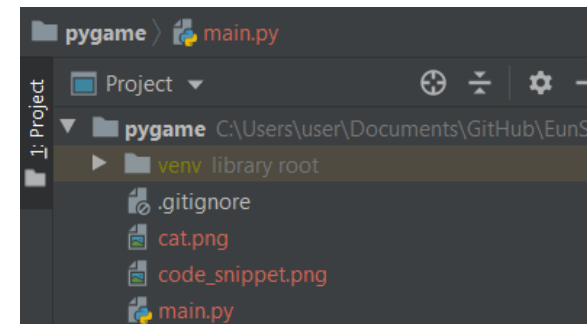 pygame main.py
1: Project
Project
pygame C:\Users\user\Documents\GitHub\EunS
venv library root
.gitignore
cat.png
code_snippet.png
main.py